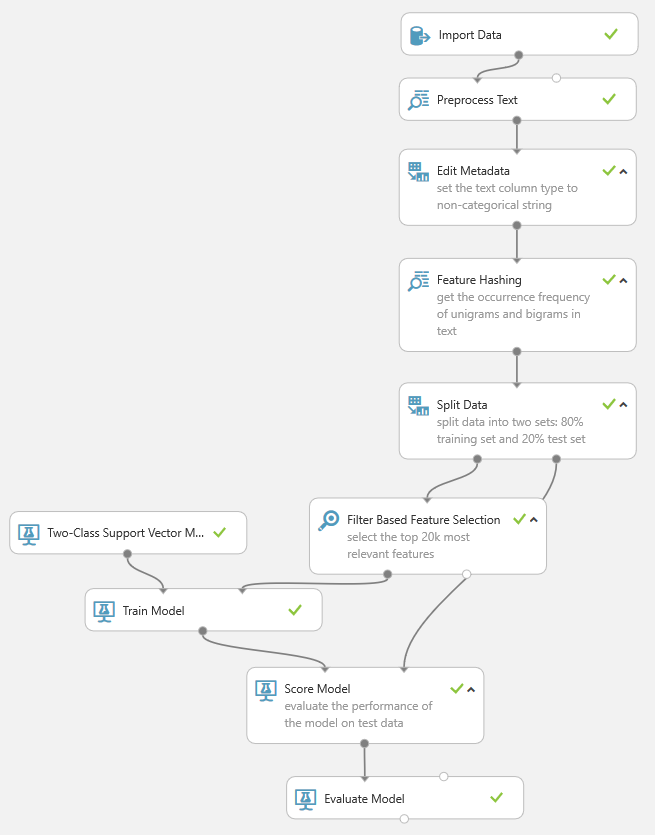 Import Data
Preprocess Text
Edit Metadata
set the text column type to
non-categorical string
Feature Hashing
get the occurrence frequency
of unigrams and bigrams in
text
Split Data
split data into two sets: 80%
training set and 20% test set
Filter Based Feature Selection
select the top 20k most
relevant features
Two-Class Support Vector M...
Train Model
Score Model
evaluate the performance of
the model on test data
Evaluate Model